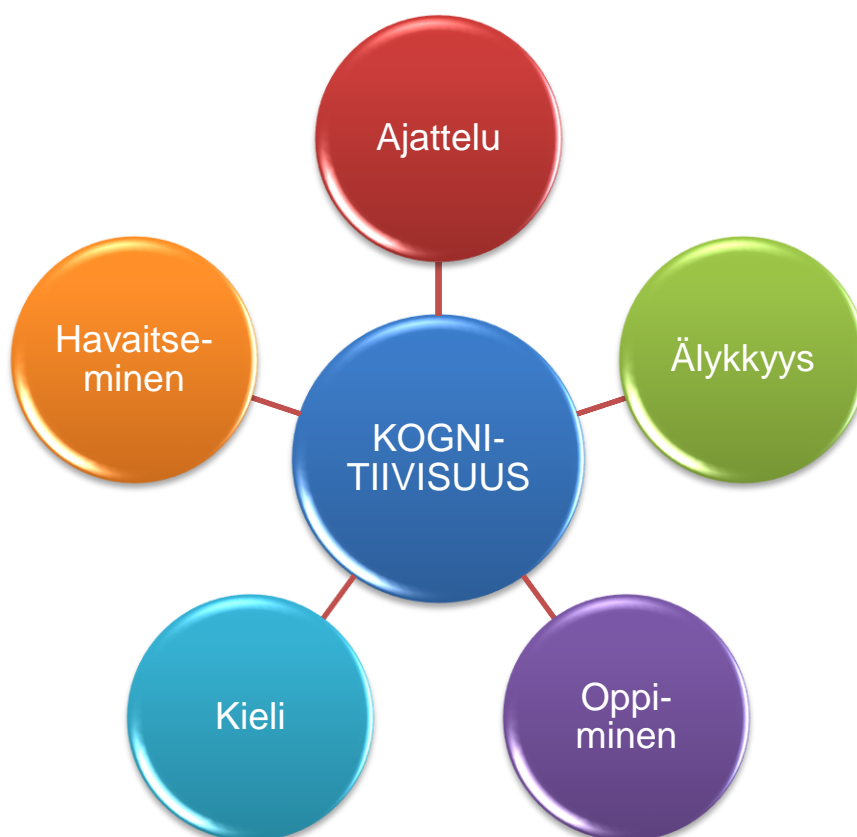 Ajattelu
Havaitse-
minen
Älykkyys
KOGNI-
TIIVISUUS
Kieli
Oppi-
minen